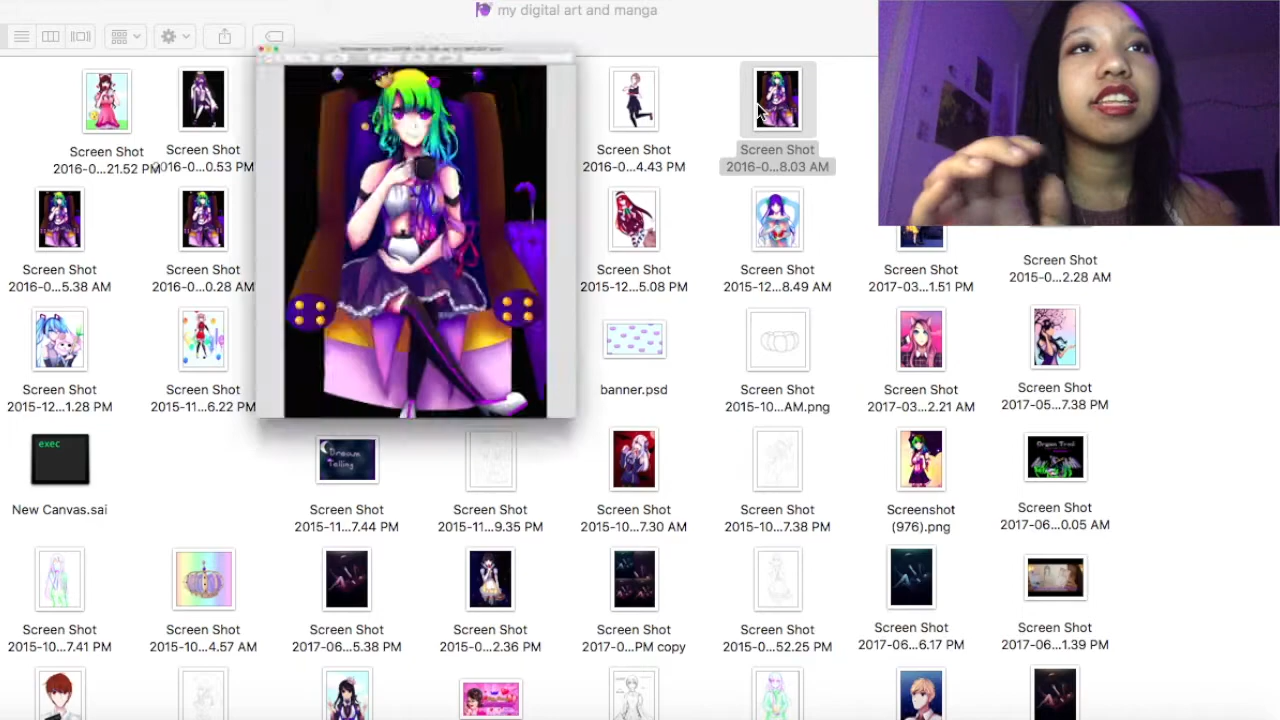 my digital art and manga
Screen Shot
2016-0...21.52 PM
Screen Shot
2016-0...0.53 PM
Screen Shot
2016-0...4.43 PM
Screen Shot
2016-0...8.03 AM
Screen Shot
2016-0...5.38 AM
Screen Shot
2016-0...0.28 AM
Screen Shot
2015-12...5.08 PM
Screen Shot
2015-12...8.49 AM
Screen Shot
2017-03...1.51 PM
Screen Shot
2015-0...2.28 AM
Screen Shot
2015-12...1.28 PM
Screen Shot
2015-11...6.22 PM
banner.psd
Screen Shot
2015-10...AM.png
Screen Shot
2017-03...2.21 AM
Screen Shot
2017-05...7.38 PM
exec
New Canvas.sai
Dream
Telling
Screen Shot
2015-11...7.44 PM
Screen Shot
2015-11...9.35 PM
Screen Shot
2015-10...7.30 AM
Screen Shot
2015-10...7.38 PM
Screenshot
(976).png
Organ Trail
Screen Shot
2017-06...0.05 AM
Screen Shot
2015-10...7.41 PM
Screen Shot
2015-10...4.57 AM
Screen Shot
2017-06...5.38 PM
Screen Shot
2015-0...2.36 PM
Screen Shot
2017-0...PM copy
Screen Shot
2015-0...52.25 PM
Screen Shot
2017-06...6.17 PM
Screen Shot
2017-06...1.39 PM